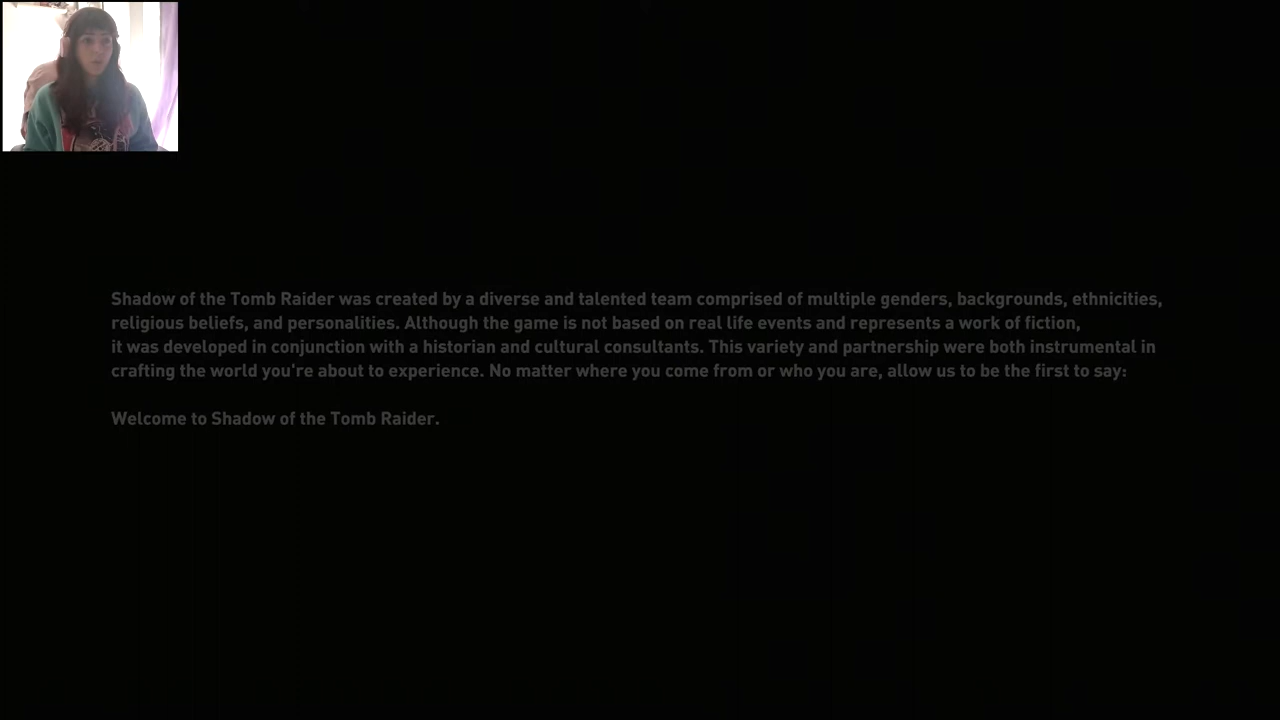 Shadow of the Tomb Raider was created by a diverse and talented team comprised of multiple genders, backgrounds, ethnicities,
religious beliefs, and personalities. Although the game is not based on real life events and represents a work of fiction,
it was developed in conjunction with a historian and cultural consultants. This variety and partnership were both instrumental in
crafting the world you're about to experience. No matter where you come from or who you are, allow us to be the first to say:
Welcome to Shadow of the Tomb Raider.